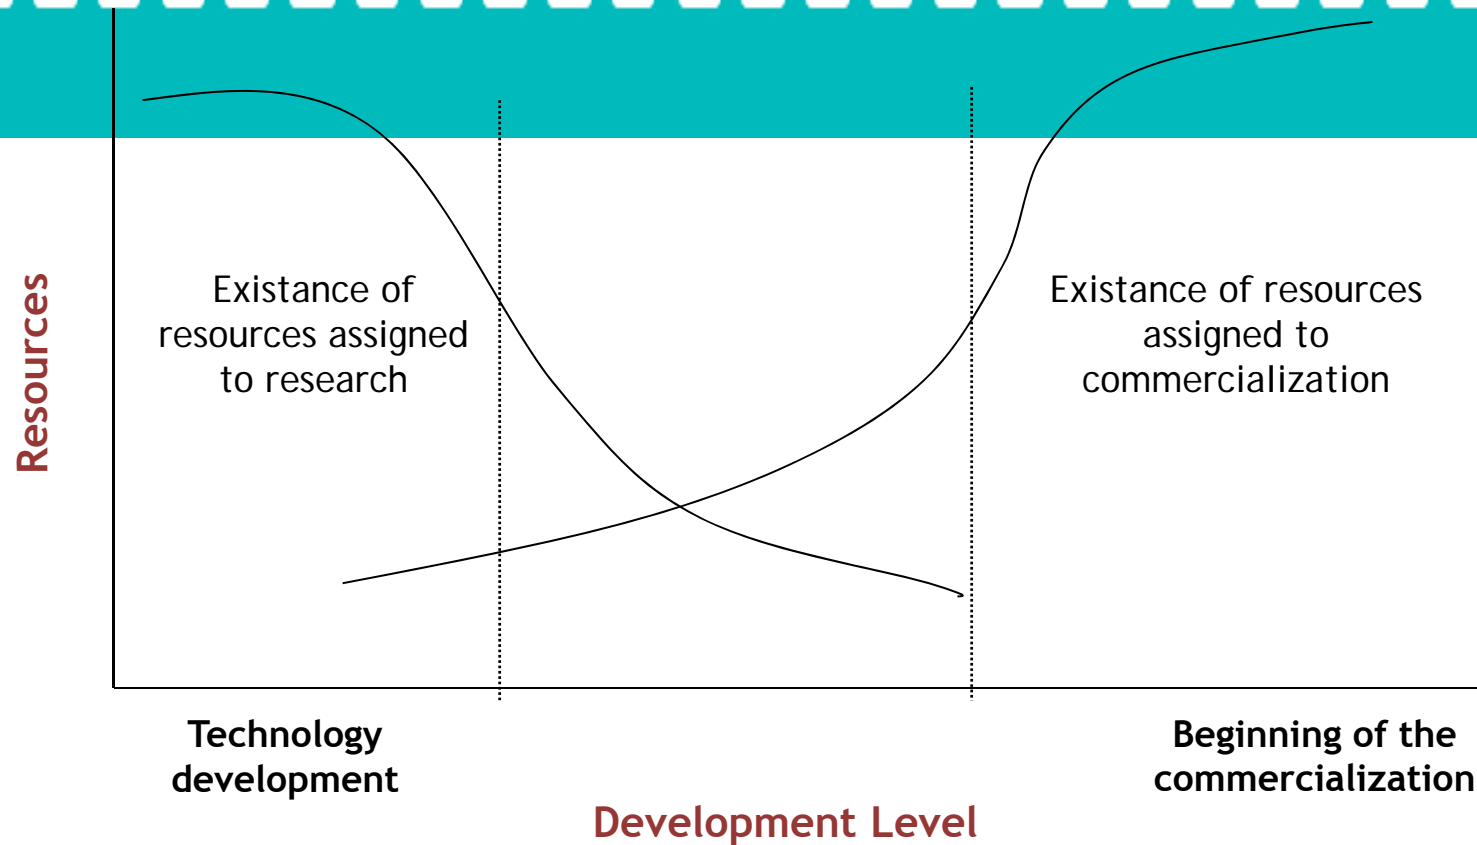 Resources
Existance of
resources assigned
to research
Existance of resources
assigned to
commercialization
Technology
development
Beginning of the
commercialization
Development Level